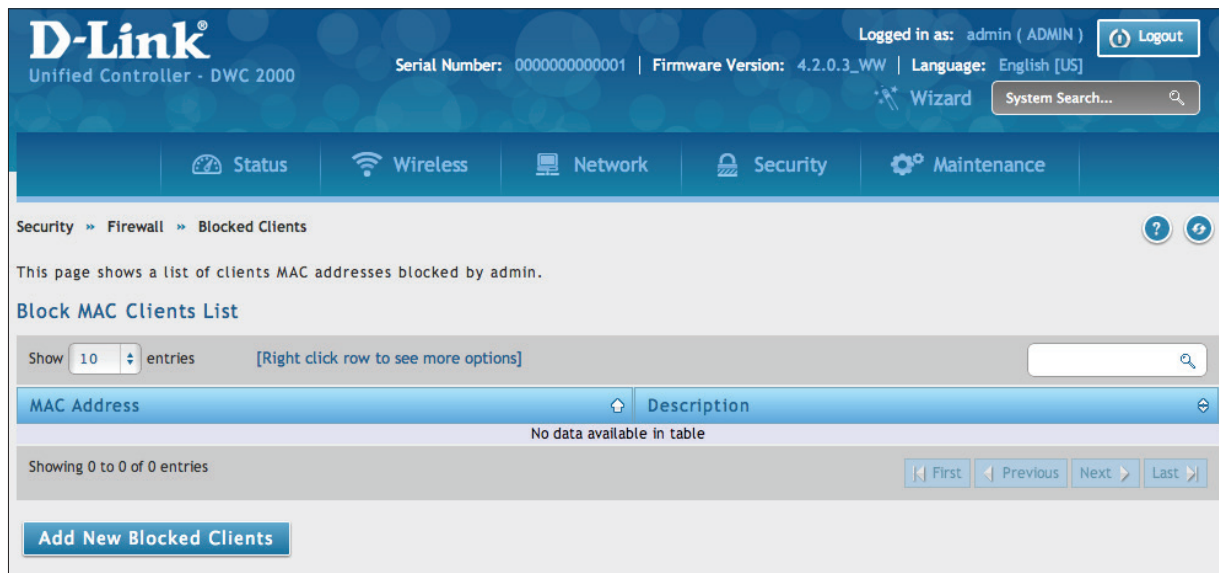 D-Link®
Unified Controller - DWC 2000
Logged in as: admin ( ADMIN )
Logout
Serial Number: 0000000000001 | Firmware Version: 4.2.0.3_WW | Language: English [US]
Wizard
System Search...
Status
Wireless
Network
Security
Maintenance
Security » Firewall » Blocked Clients
?
This page shows a list of clients MAC addresses blocked by admin.
Block MAC Clients List
Show 10 entries
[Right click row to see more options]
MAC Address
Description
No data available in table
Showing 0 to 0 of 0 entries
First
Previous
Next
Last
Add New Blocked Clients